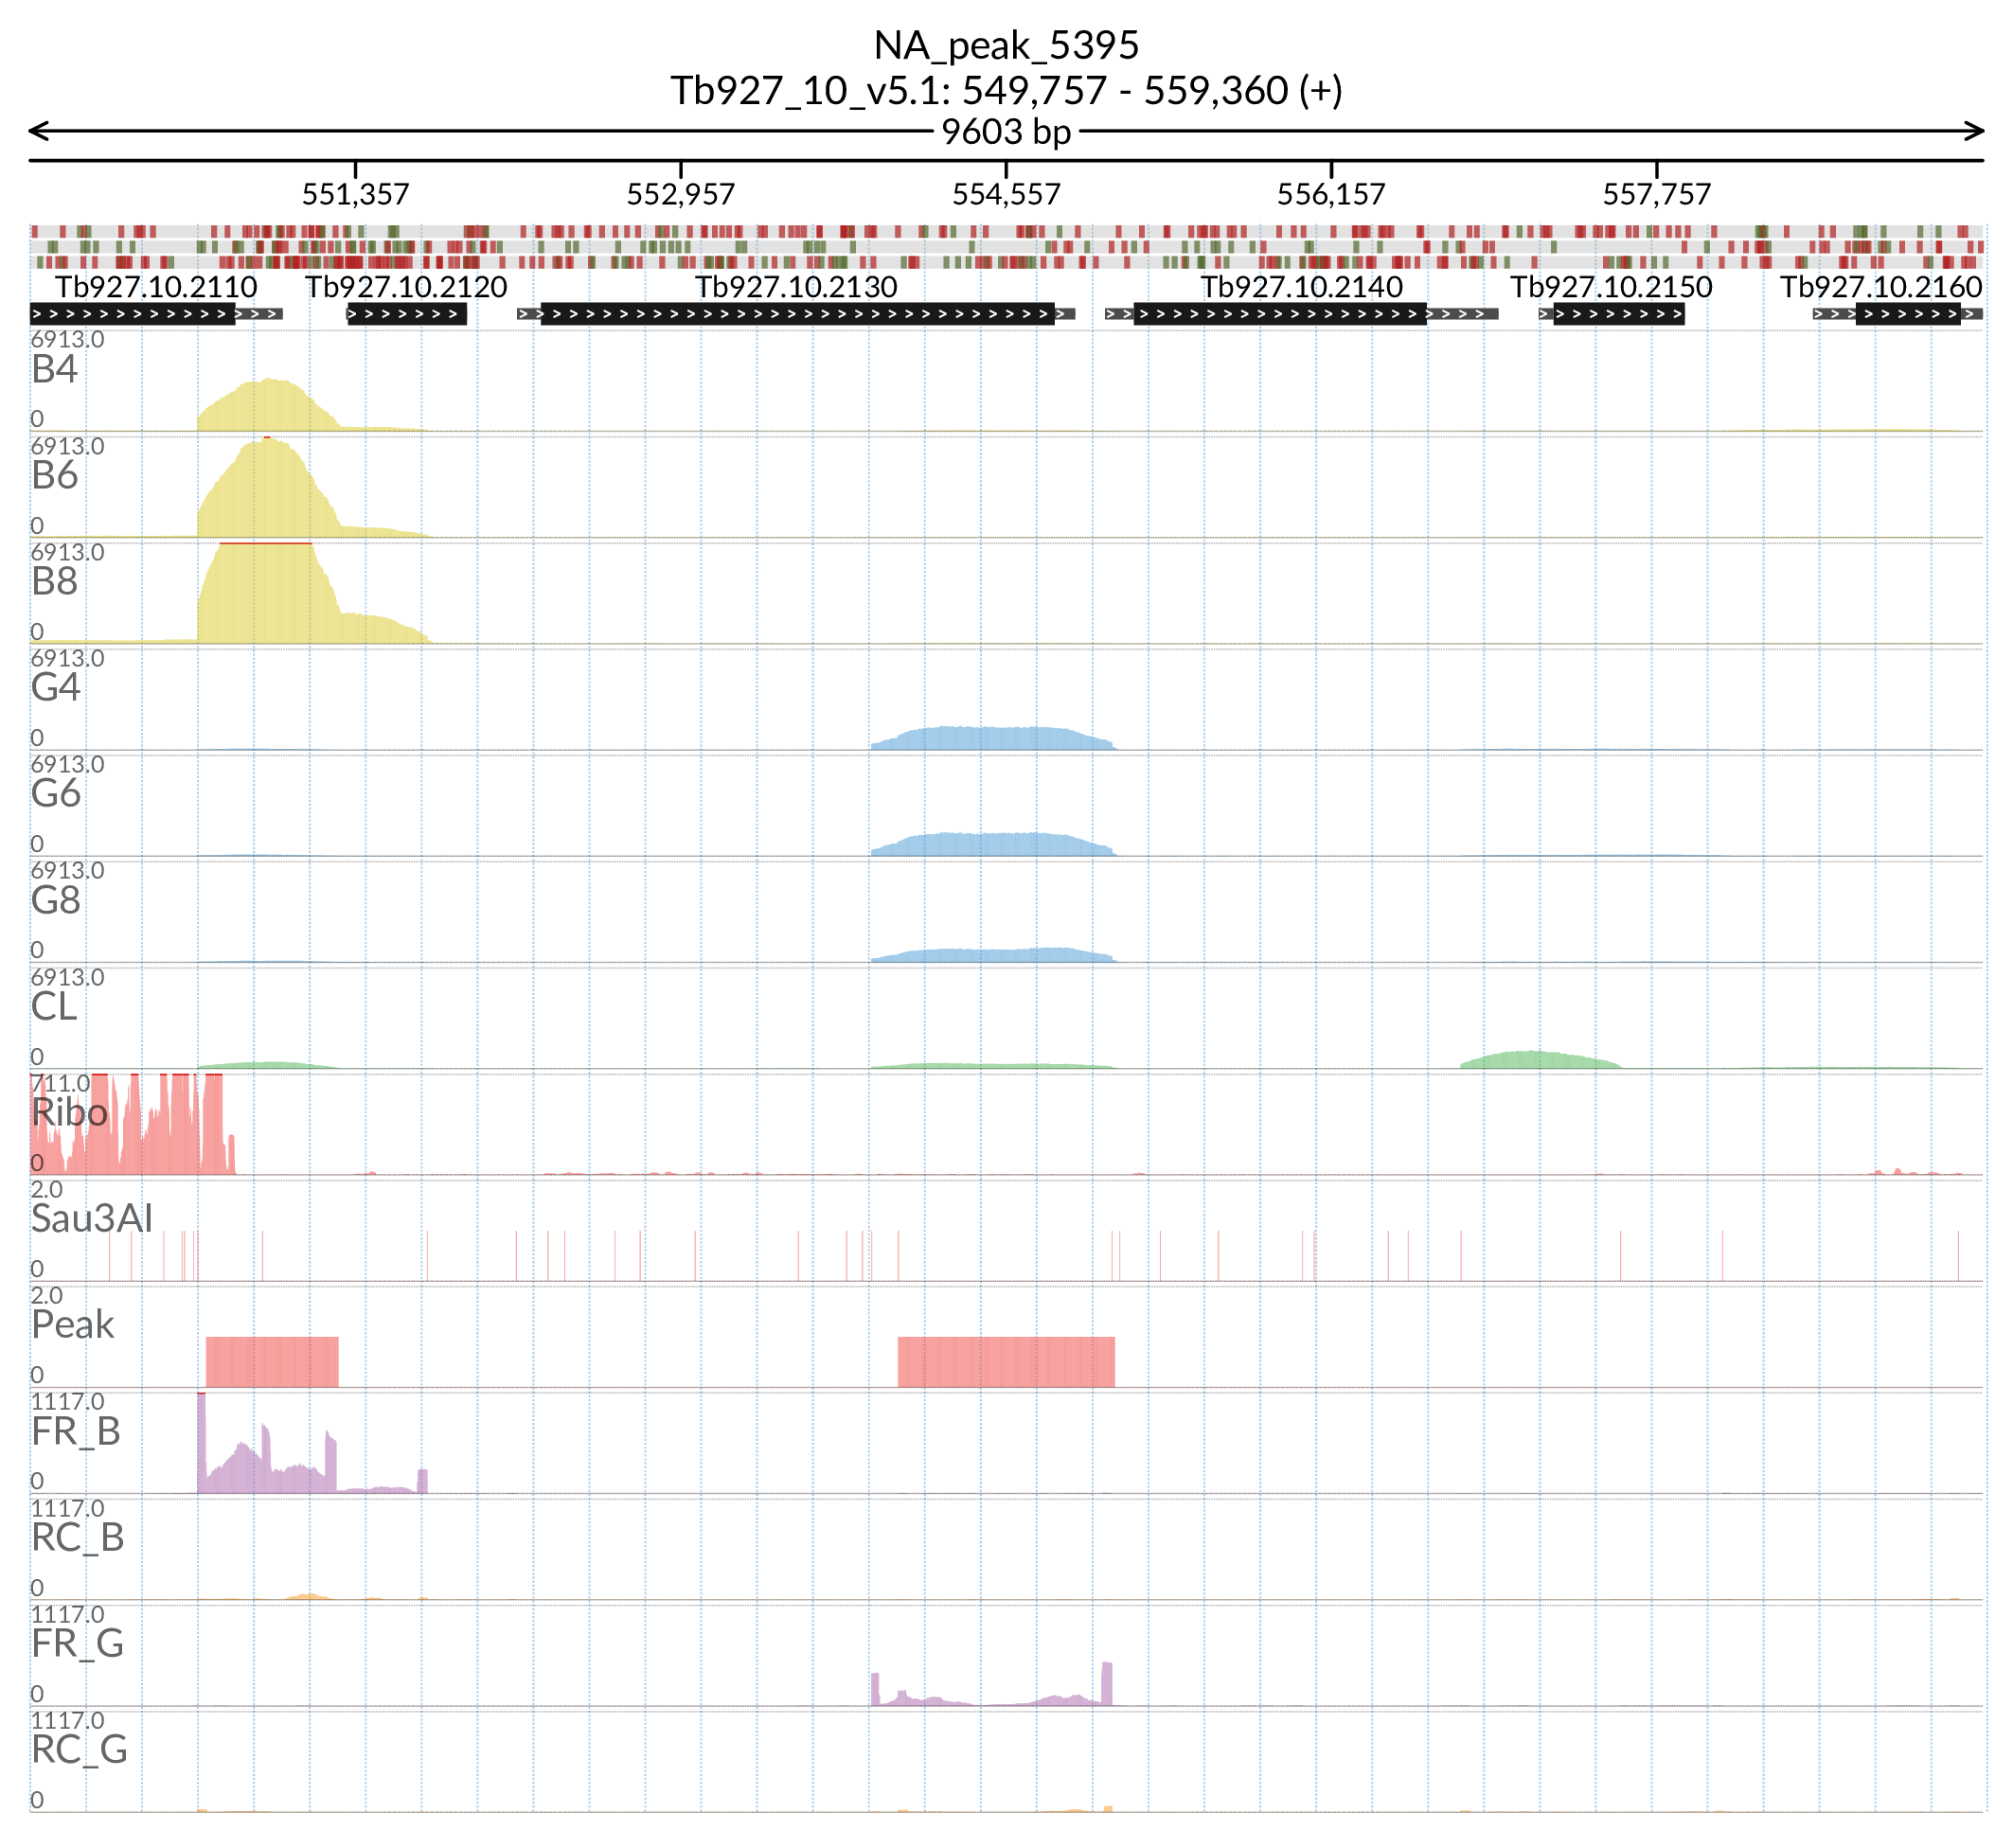 NA_peak_5395
Tb927_10_v5.1: 549,757 - 559,360 (+)
9603 bp
551,357 552,957 554,557 556,157 557,757
Tb927.10.2110 Tb927.10.2120 Tb927.10.2130 Tb927.10.2140 Tb927.10.2150 Tb927.10.2160
6913.0
B4
0
6913.0
B6
0
6913.0
B8
0
6913.0
G4
0
6913.0
G6
0
6913.0
G8
0
6913.0
CL
0
711.0
Ribo
0
2.0
Sau3AI
0
2.0
Peak
0
1117.0
FR_B
0
1117.0
RC_B
0
1117.0
FR_G
0
1117.0
RC_G
0